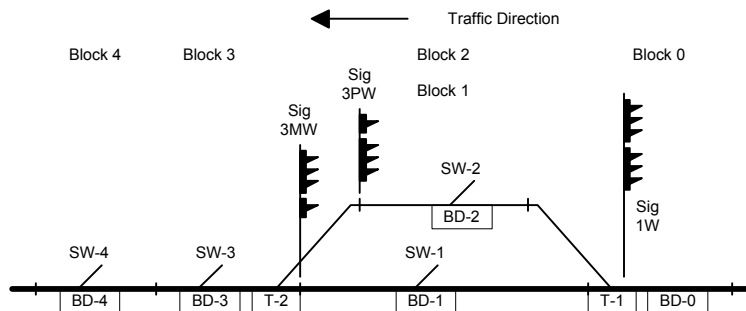 Traffic Direction
Block 4
Block 3
Block 2
Block 0
Block 1
Sig
3PW
Sig
3MW
SW-2
BD-2
Sig
1W
SW-4
SW-3
SW-1
BD-4
BD-3
T-2
BD-1
T-1
BD-0